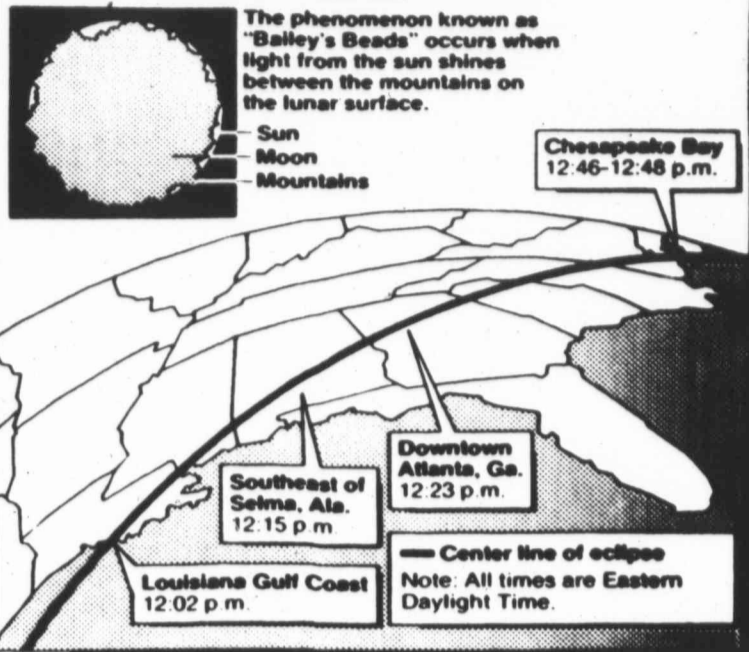 The phenomenon known as
"Bailey's Beads" occurs when
light from the sun shines
between the mountains on
the lunar surface.
Sun
Moon
Mountains
Chesapeake Bay
12:46-12:48 p.m.
Downtown
Atlanta, Ga.
12:23 p.m.
Southeast of
Selma, Ala.
12:15 p.m.
Louisiana Gulf Coast
12:02 p.m.
Center line of eclipse
Note: All times are Eastern
Daylight Time.